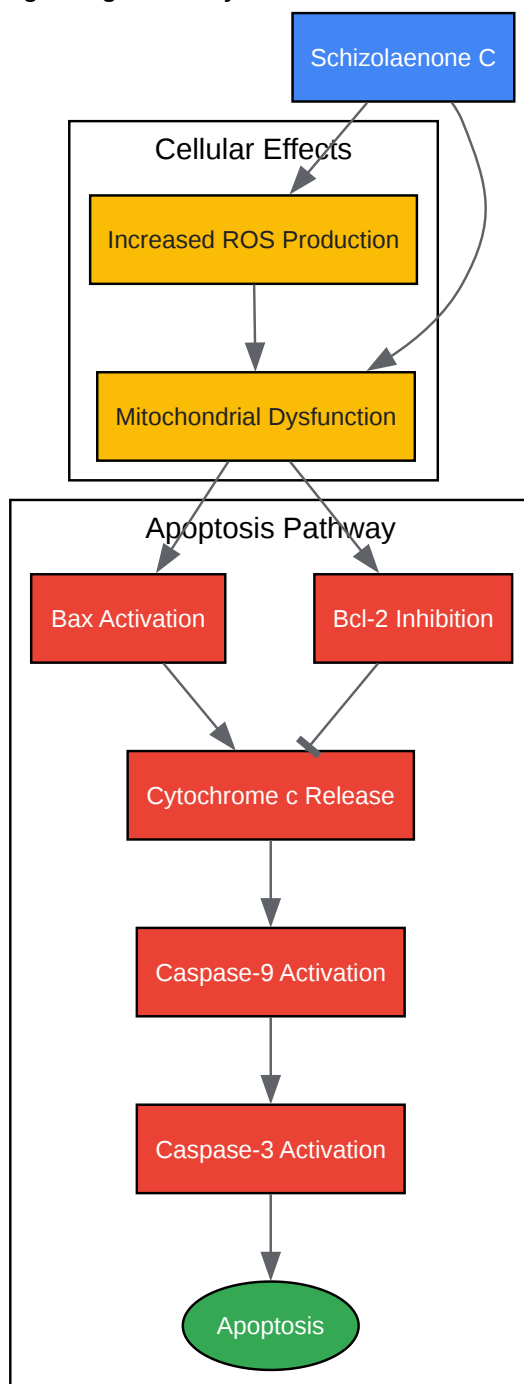 Schizolaenone C
Cellular Effects
Increased ROS Production
Mitochondrial Dysfunction
Apoptosis Pathway
Bax Activation
Bcl-2 Inhibition
Cytochrome c Release
Caspase-9 Activation
Caspase-3 Activation
Apoptosis